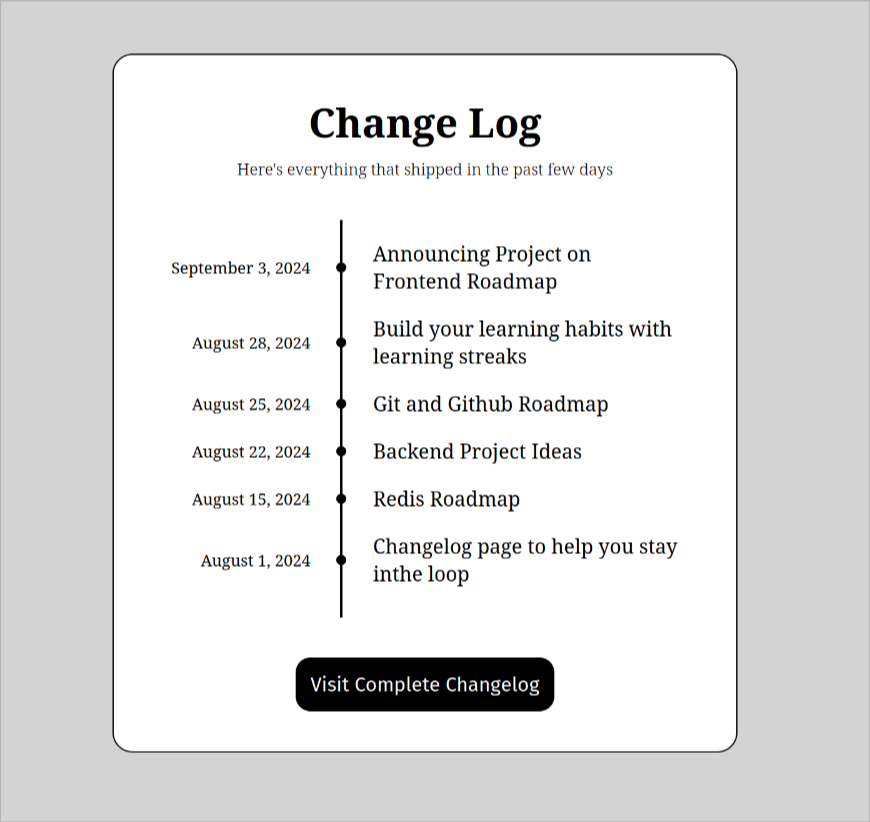 Change Log
Here's everything that shipped in the past few days
September 3, 2024
Announcing Project on
Frontend Roadmap
August 28, 2024
Build your learning habits with
learning streaks
August 25, 2024
Git and Github Roadmap
August 22, 2024
Backend Project Ideas
August 15, 2024
Redis Roadmap
August 1, 2024
Changelog page to help you stay
inthe loop
Visit Complete Changelog